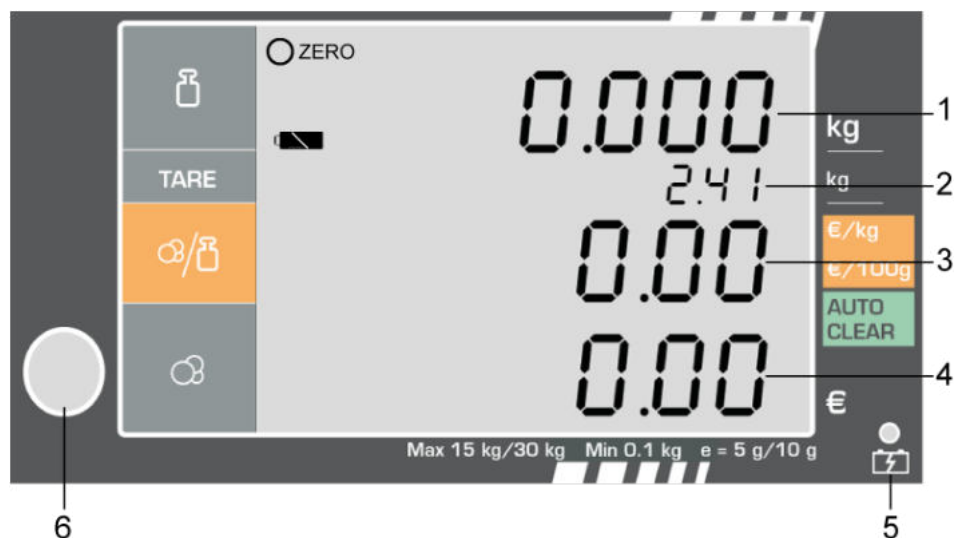 ZERO
0.000
1
kg
TARE
2.41
2
kg
0.00
3
€/kg
€/100g
AUTO
CLEAR
0.00
4
€
Max 15 kg/30 kg Min 0.1 kg e = 5 g/10 g
6
5